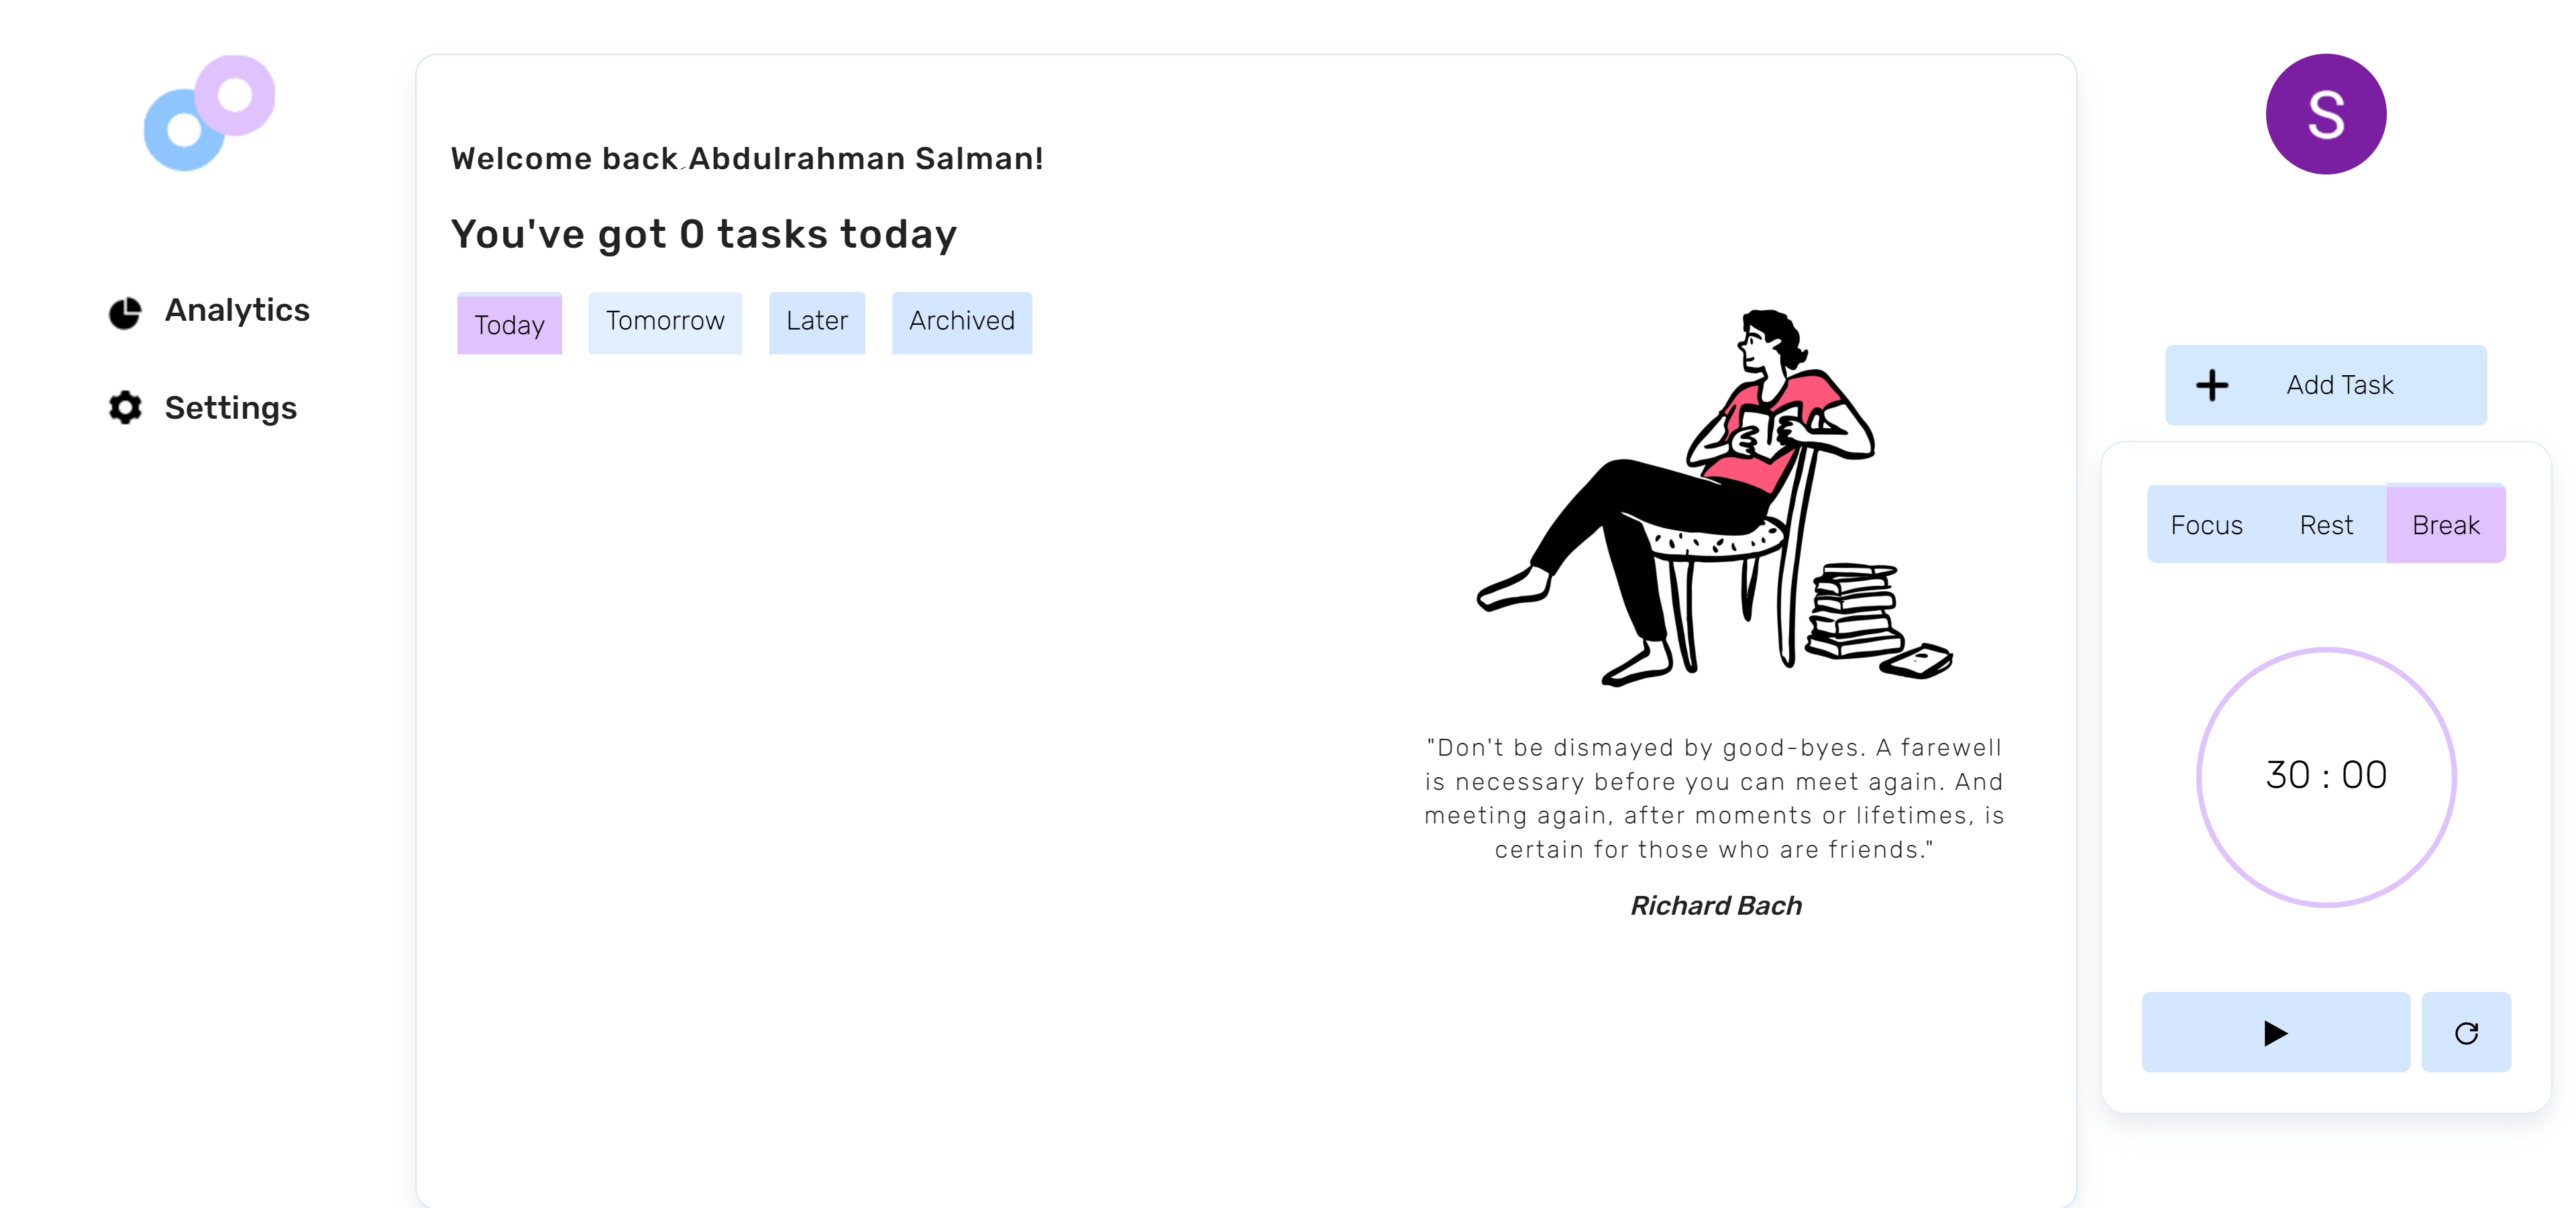 S
Welcome back, Abdulrahman Salman!
You've got 0 tasks today
Analytics
Settings
Today
Tomorrow
Later
Archived
"Don't be dismayed by good-byes. A farewell
is necessary before you can meet again. And
meeting again, after moments or lifetimes, is
certain for those who are friends."
Richard Bach
Add Task
Focus
Rest
Break
30 : 00